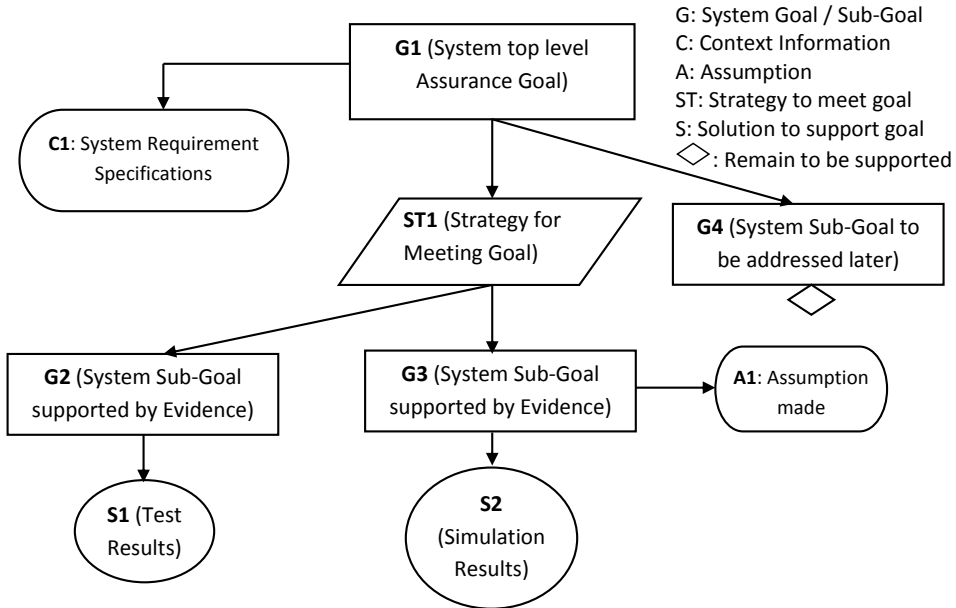 G1 (System top level
Assurance Goal)
G: System Goal / Sub-Goal
C: Context Information
A: Assumption
ST: Strategy to meet goal
S: Solution to support goal
: Remain to be supported
C1: System Requirement
Specifications
ST1 (Strategy for
Meeting Goal)
G4 (System Sub-Goal to
be addressed later)
G2 (System Sub-Goal
supported by Evidence)
G3 (System Sub-Goal
supported by Evidence)
A1: Assumption
made
S1 (Test
Results)
S2
(Simulation
Results)